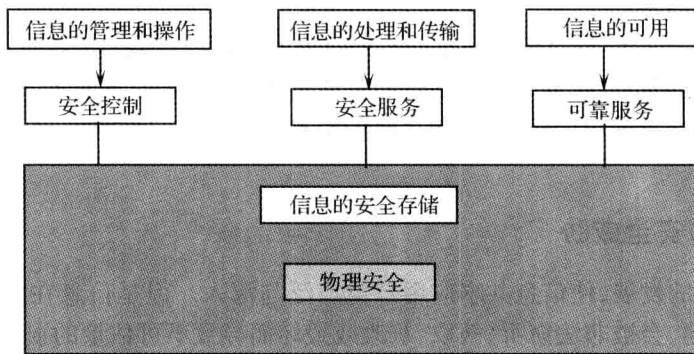 信息的管理和操作
信息的处理和传输
信息的可用
安全控制
安全服务
可靠服务
信息的安全存储
物理安全